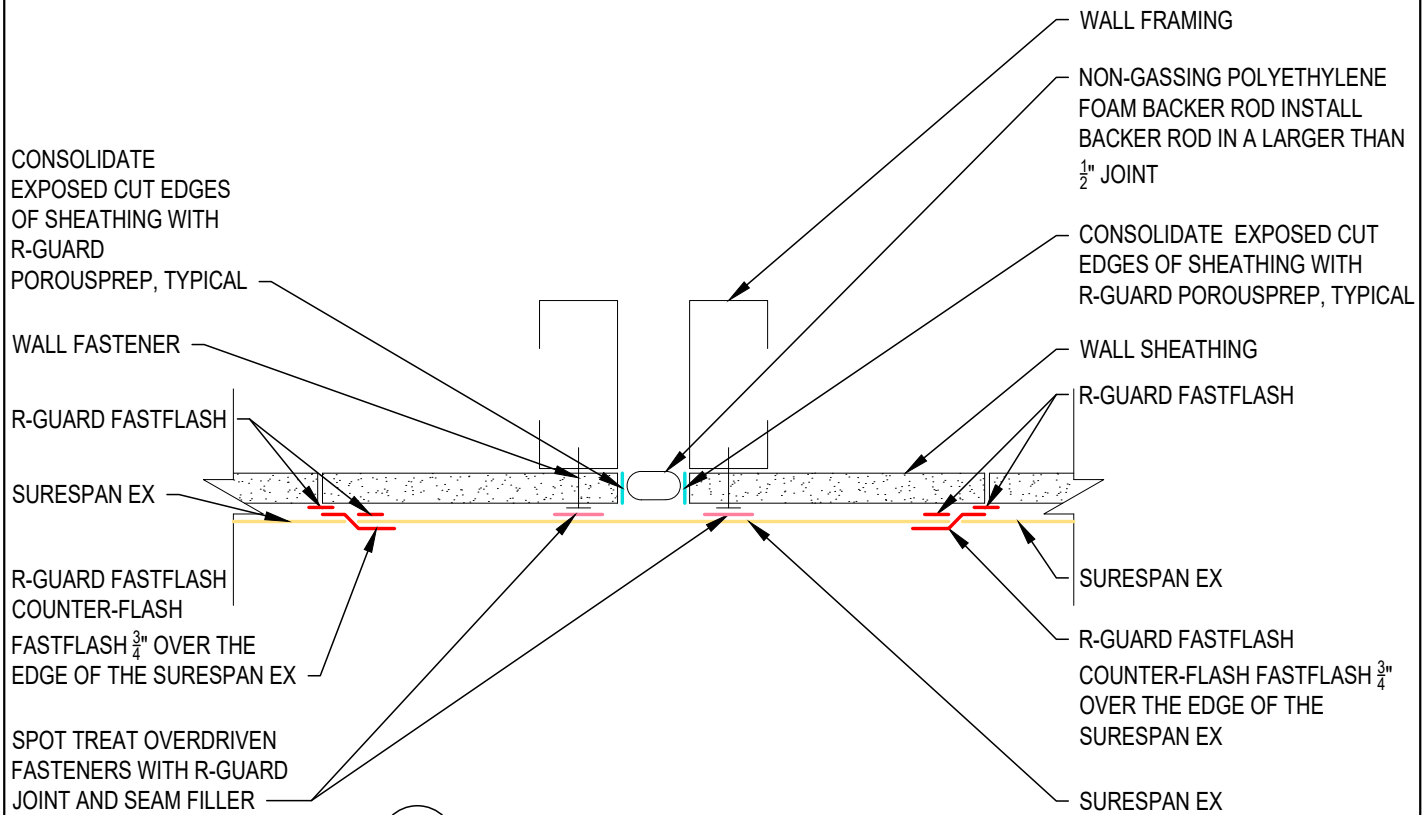 CONSOLIDATE
EXPOSED CUT EDGES
OF SHEATHING WITH
R-GUARD
POROUSPREP, TYPICAL
WALL FASTENER
R-GUARD FASTFLASH
SURESPAN EX
R-GUARD FASTFLASH
COUNTER-FLASH
FASTFLASH 3/4" OVER THE
EDGE OF THE SURESPAN EX
SPOT TREAT OVERDRIVEN
FASTENERS WITH R-GUARD
JOINT AND SEAM FILLER
WALL FRAMING
NON-GASSING POLYETHYLENE
FOAM BACKER ROD INSTALL
BACKER ROD IN A LARGER THAN
1/2" JOINT
CONSOLIDATE EXPOSED CUT
EDGES OF SHEATHING WITH
R-GUARD POROUSPREP, TYPICAL
WALL SHEATHING
R-GUARD FASTFLASH
SURESPAN EX
R-GUARD FASTFLASH
COUNTER-FLASH FASTFLASH 3/4"
OVER THE EDGE OF THE
SURESPAN EX
SURESPAN EX